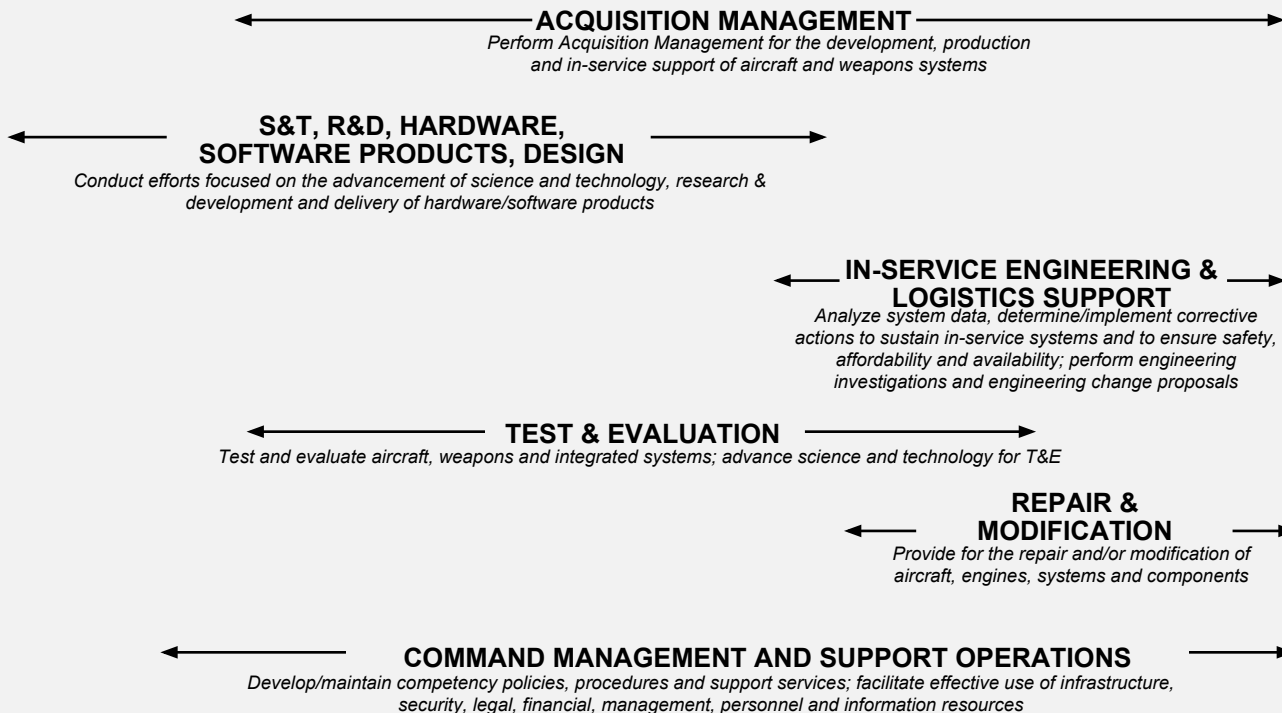 ACQUISITION MANAGEMENT
Perform Acquisition Management for the development, production
and in-service support of aircraft and weapons systems
S&T, R&D, HARDWARE,
SOFTWARE PRODUCTS, DESIGN
Conduct efforts focused on the advancement of science and technology, research &
development and delivery of hardware/software products
IN-SERVICE ENGINEERING &
LOGISTICS SUPPORT
Analyze system data, determine/implement corrective
actions to sustain in-service systems and to ensure safety,
affordability and availability; perform engineering
investigations and engineering change proposals
TEST & EVALUATION
Test and evaluate aircraft, weapons and integrated systems; advance science and technology for T&E
REPAIR &
MODIFICATION
Provide for the repair and/or modification of
aircraft, engines, systems and components
COMMAND MANAGEMENT AND SUPPORT OPERATIONS
Develop/maintain competency policies, procedures and support services; facilitate effective use of infrastructure,
security, legal, financial, management, personnel and information resources